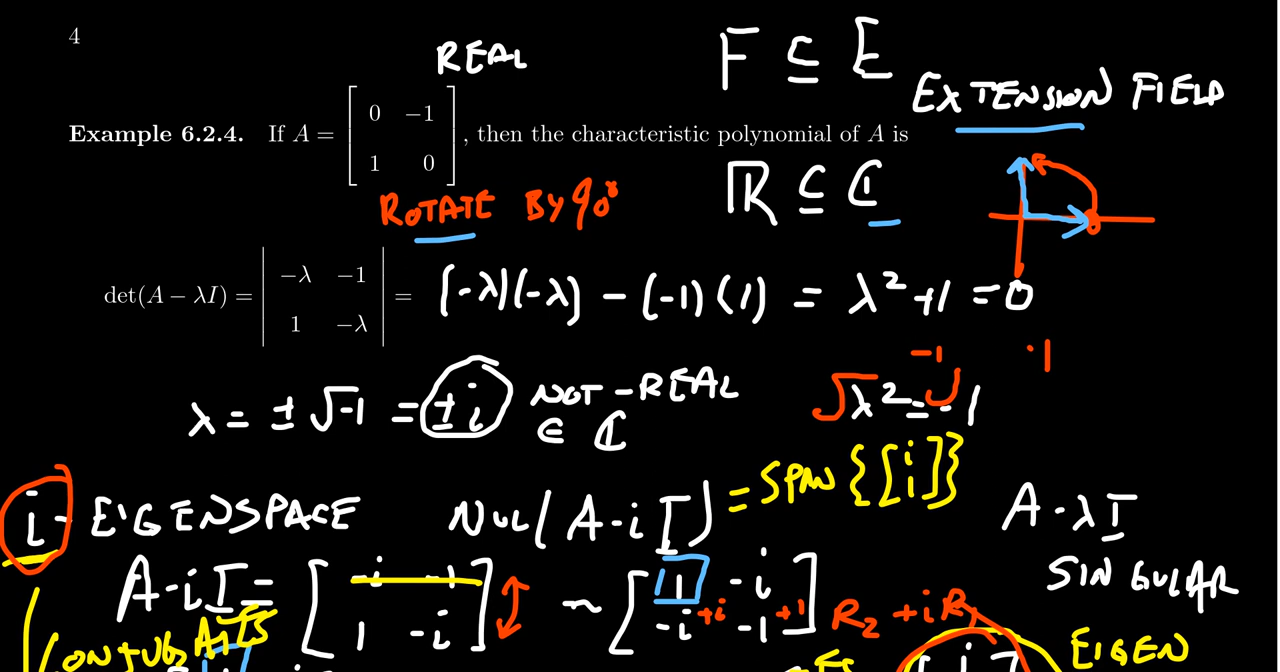 4
REAL
F ⊆ E
EXTENSION FIELD
Example 6.2.4. If A = [ 0 −1 ; 1 0 ], then the characteristic polynomial of A is
ROTATE BY 90°
ℝ ⊆ ℂ
det(A − λI) = | −λ −1 ; 1 −λ | = (-λ)(-λ) - (-1)(1) = λ² + 1 = 0
-1 ·1
λ = ± √-1 = ±i NOT-REAL
∈ ℂ
√λ² = √-1
i - EIGENSPACE NUL(A - iI) = SPAN {[i]}
A - λI
SINGULAR
A - iI = [ -i -1 ; 1 -i ] ~ [ 1 -i ; -i +i -1 +1 ] R₂ + iR₁
CONJUGATES
EIGEN